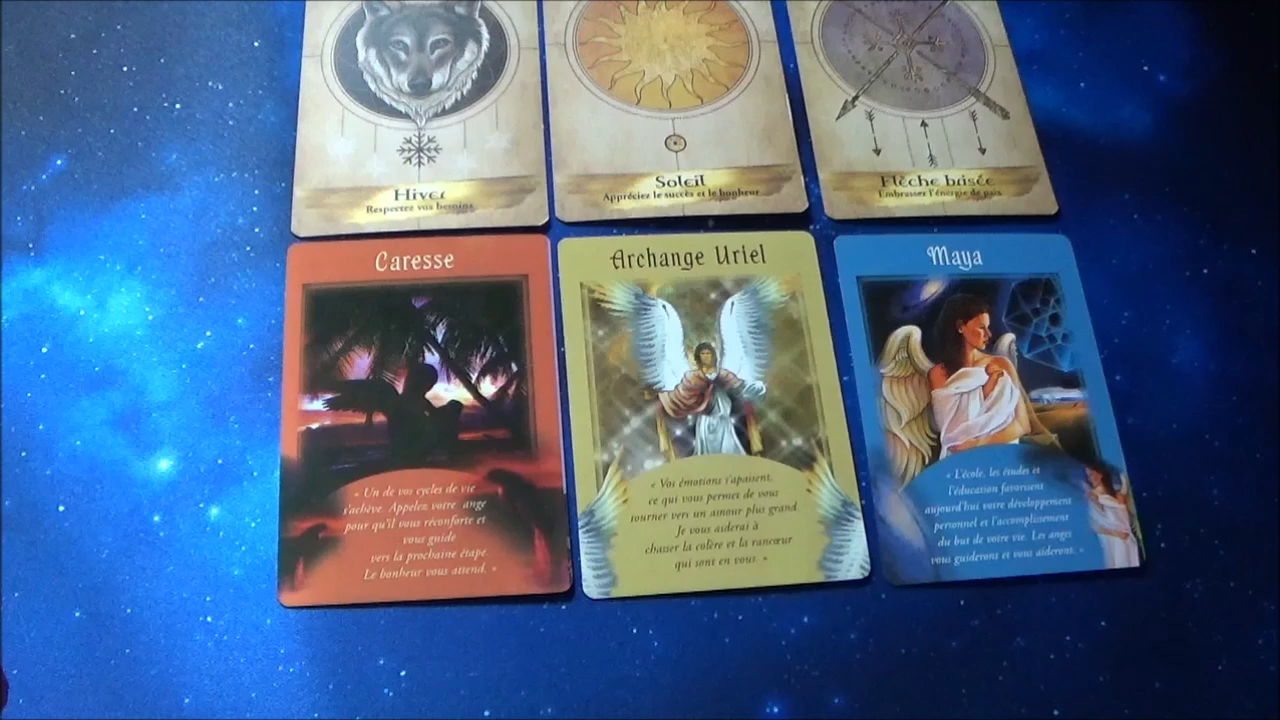 Hiver
Respectez vos besoins
Soleil
Appréciez le succès et le bonheur
Flèche brisée
Embrasser l'énergie de paix
Caresse
« Un de vos cycles de vie
s'achève. Appelez votre ange
pour qu'il vous réconforte et
vous guide
vers la prochaine étape.
Le bonheur vous attend. »
Archange Uriel
« Vos émotions s'apaisent,
ce qui vous permet de vous
tourner vers un amour plus grand.
Je vous aiderai à
chasser la colère et la rancœur
qui sont en vous. »
Maya
« L'école, les études et
l'éducation favorisent
aujourd'hui votre développement
personnel et l'accomplissement
du but de votre vie. Les anges
vous guiderons et vous aiderons. »